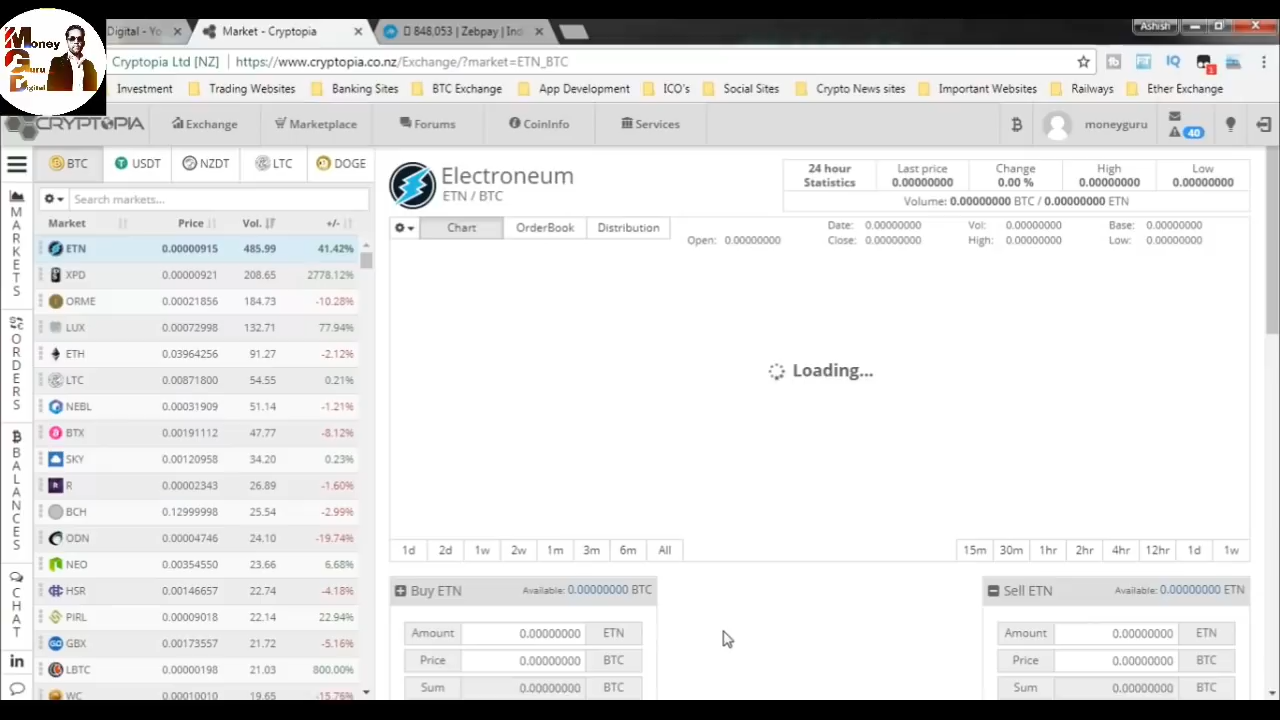 Money
Guru
Digital
Digital - Yo
Market - Cryptopia
848,053 | Zebpay | Ind
Ashish
Cryptopia Ltd [NZ] | https://www.cryptopia.co.nz/Exchange/?market=ETN_BTC
IQ
1
Investment Trading Websites Banking Sites BTC Exchange App Development ICO's Social Sites Crypto News sites Important Websites Railways Ether Exchange
CRYPTOPIA Exchange Marketplace Forums CoinInfo Services moneyguru 40
BTC USDT NZDT LTC DOGE
Search markets...
Market Price Vol. +/-
ETN 0.00000915 485.99 41.42%
XPD 0.00000921 208.65 2778.12%
ORME 0.00021856 184.73 -10.28%
LUX 0.00072998 132.71 77.94%
ETH 0.03964256 91.27 -2.12%
LTC 0.00871800 54.55 0.21%
NEBL 0.00031909 51.14 -1.21%
BTX 0.00191112 47.77 -8.12%
SKY 0.00120958 34.20 0.23%
R 0.00002343 26.89 -1.60%
BCH 0.12999998 25.54 -2.99%
ODN 0.00004746 24.10 -19.74%
NEO 0.00354550 23.66 6.68%
HSR 0.00146657 22.74 -4.18%
PIRL 0.00009018 22.14 22.94%
GBX 0.00173557 21.72 -5.16%
LBTC 0.00000198 21.03 800.00%
WC 0.00010010 19.65 -15.76%
MARKETS
ORDERS
BALANCES
CHAT
in
Electroneum
ETN / BTC
24 hour Statistics
Last price 0.00000000
Change 0.00 %
High 0.00000000
Low 0.00000000
Volume: 0.00000000 BTC / 0.00000000 ETN
Chart OrderBook Distribution
Date: 0.00000000 Vol: 0.00000000 Base: 0.00000000
Open: 0.00000000 Close: 0.00000000 High: 0.00000000 Low: 0.00000000
Loading...
1d 2d 1w 2w 1m 3m 6m All
15m 30m 1hr 2hr 4hr 12hr 1d 1w
Buy ETN Available: 0.00000000 BTC
Amount 0.00000000 ETN
Price 0.00000000 BTC
Sum 0.00000000 BTC
Sell ETN Available: 0.00000000 ETN
Amount 0.00000000 ETN
Price 0.00000000 BTC
Sum 0.00000000 BTC